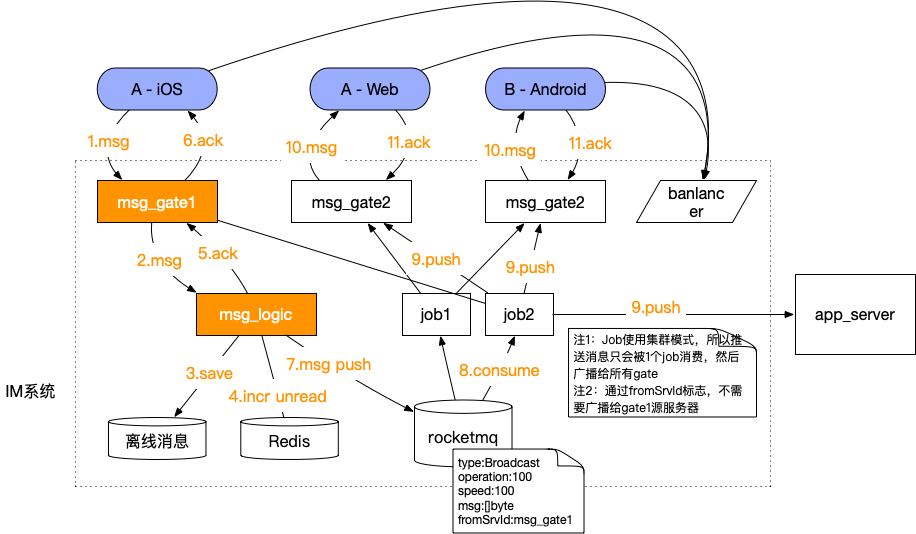 A - iOS
A - Web
B - Android
1.msg
6.ack
10.msg
11.ack
10.msg
11.ack
msg_gate1
msg_gate2
msg_gate2
banlanc
er
2.msg
5.ack
9.push
9.push
msg_logic
job1
job2
9.push
app_server
注1：Job使用集群模式，所以推
送消息只会被1个job消费，然后
广播给所有gate
注2：通过fromSrvId标志，不需
要广播给gate1源服务器
3.save
4.incr unread
7.msg push
8.consume
IM系统
离线消息
Redis
rocketmq
type:Broadcast
operation:100
speed:100
msg:[]byte
fromSrvId:msg_gate1